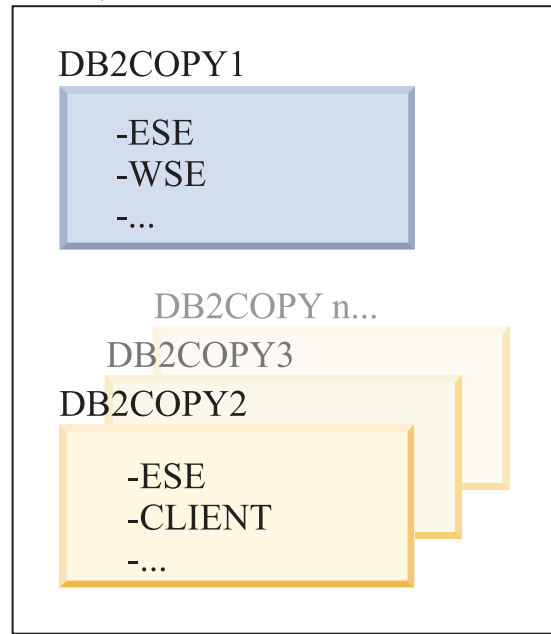 DB2COPY1
-ESE
-WSE
-...
DB2COPY n...
DB2COPY3
DB2COPY2
-ESE
-CLIENT
-...